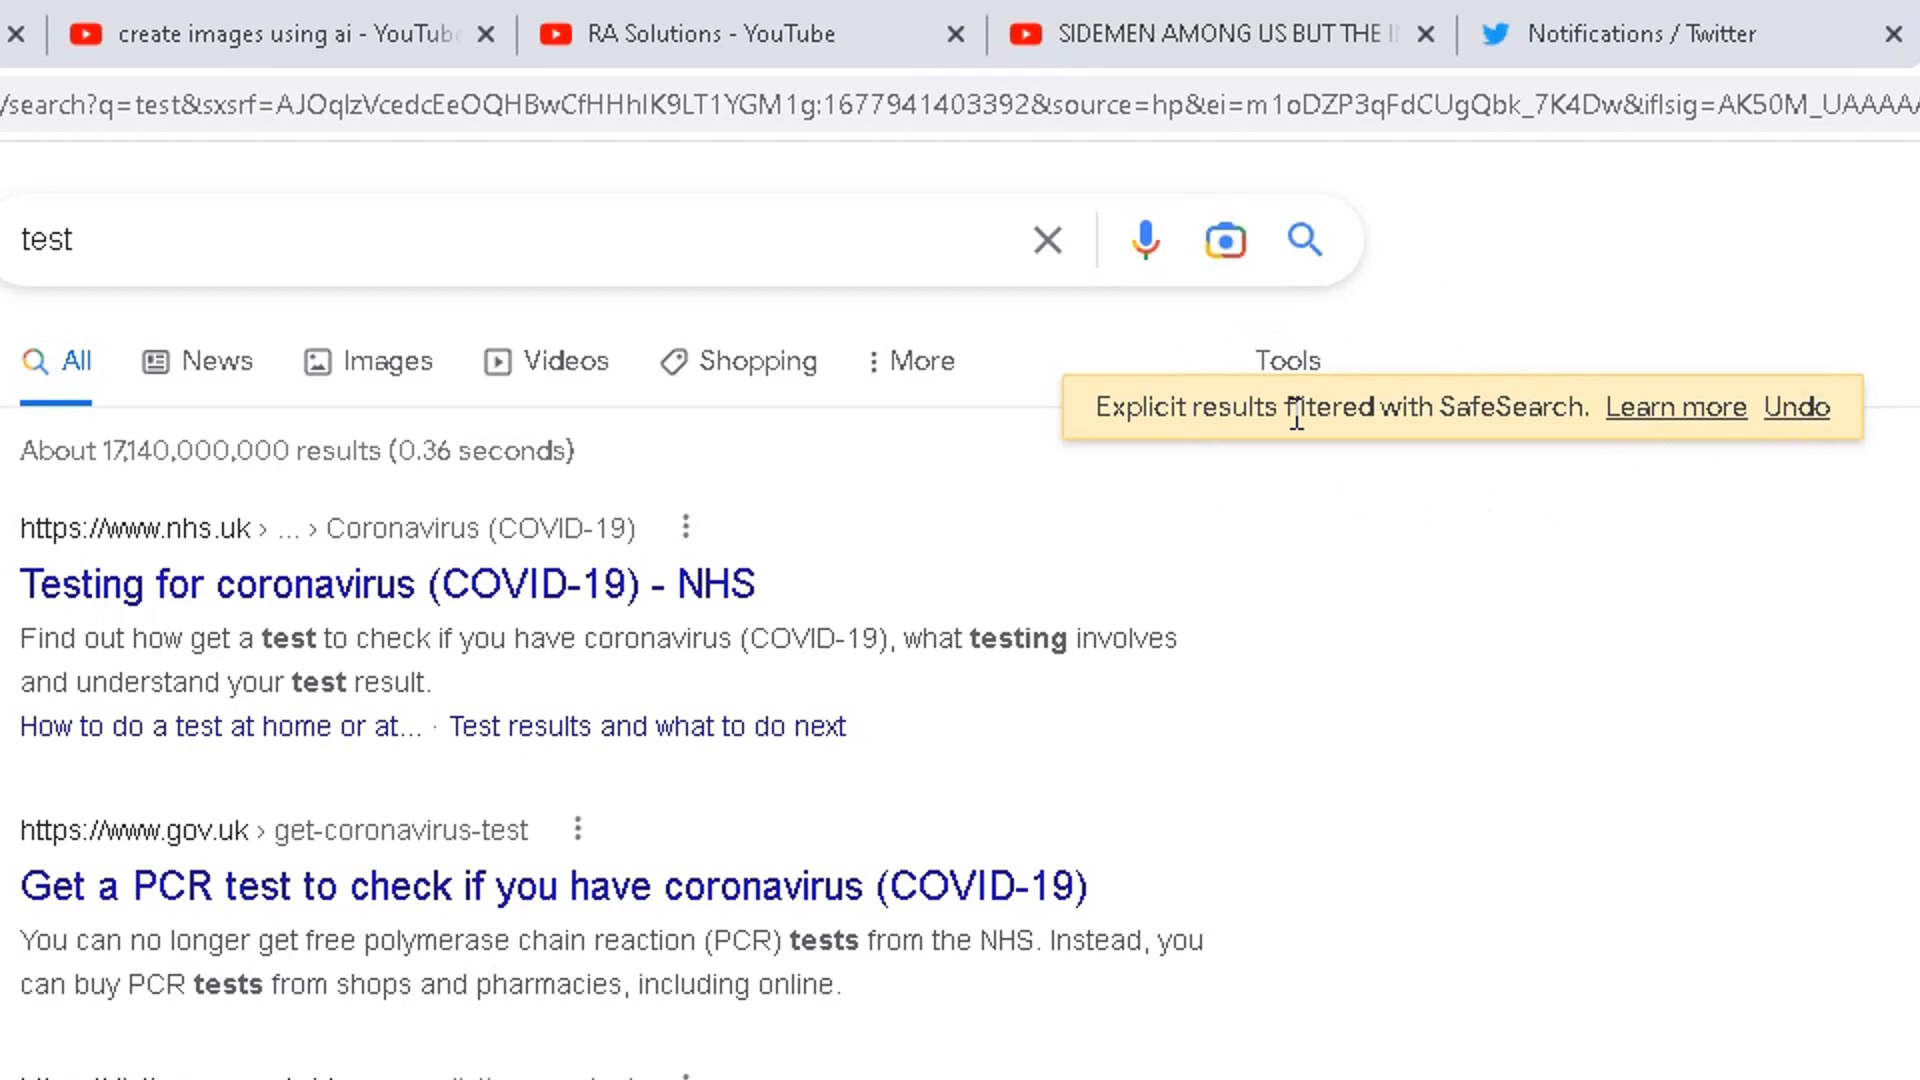 create images using ai - YouTube
RA Solutions - YouTube
SIDEMEN AMONG US BUT THE
Notifications / Twitter
/search?q=test&sxsrf=AJOqlzVcedcEeOQHBwCfHHhIK9LT1YGM1g:1677941403392&source=hp&ei=m1oDZP3qFdCUgQbk_7K4Dw&iflsig=AK50M_UAAAAA
test
All
News
Images
Videos
Shopping
More
Tools
Explicit results filtered with SafeSearch. Learn more Undo
About 17,140,000,000 results (0.36 seconds)
https://www.nhs.uk › ... › Coronavirus (COVID-19)
Testing for coronavirus (COVID-19) - NHS
Find out how get a test to check if you have coronavirus (COVID-19), what testing involves
and understand your test result.
How to do a test at home or at... · Test results and what to do next
https://www.gov.uk › get-coronavirus-test
Get a PCR test to check if you have coronavirus (COVID-19)
You can no longer get free polymerase chain reaction (PCR) tests from the NHS. Instead, you
can buy PCR tests from shops and pharmacies, including online.